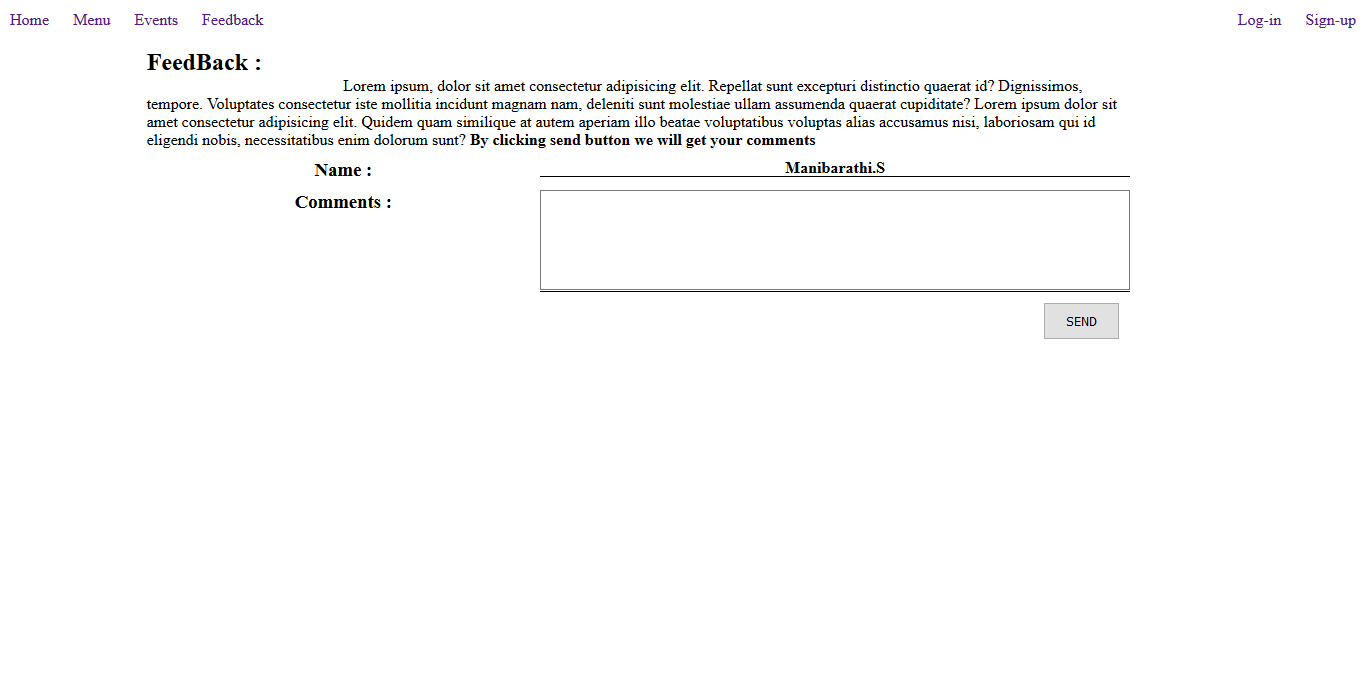 Home Menu Events Feedback Log-in Sign-up
FeedBack :
Lorem ipsum, dolor sit amet consectetur adipisicing elit. Repellat sunt excepturi distinctio quaerat id? Dignissimos,
tempore. Voluptates consectetur iste mollitia incidunt magnam nam, deleniti sunt molestiae ullam assumenda quaerat cupiditate? Lorem ipsum dolor sit
amet consectetur adipisicing elit. Quidem quam similique at autem aperiam illo beatae voluptatibus voluptas alias accusamus nisi, laboriosam qui id
eligendi nobis, necessitatibus enim dolorum sunt? By clicking send button we will get your comments
Name : Manibarathi.S
Comments :
SEND